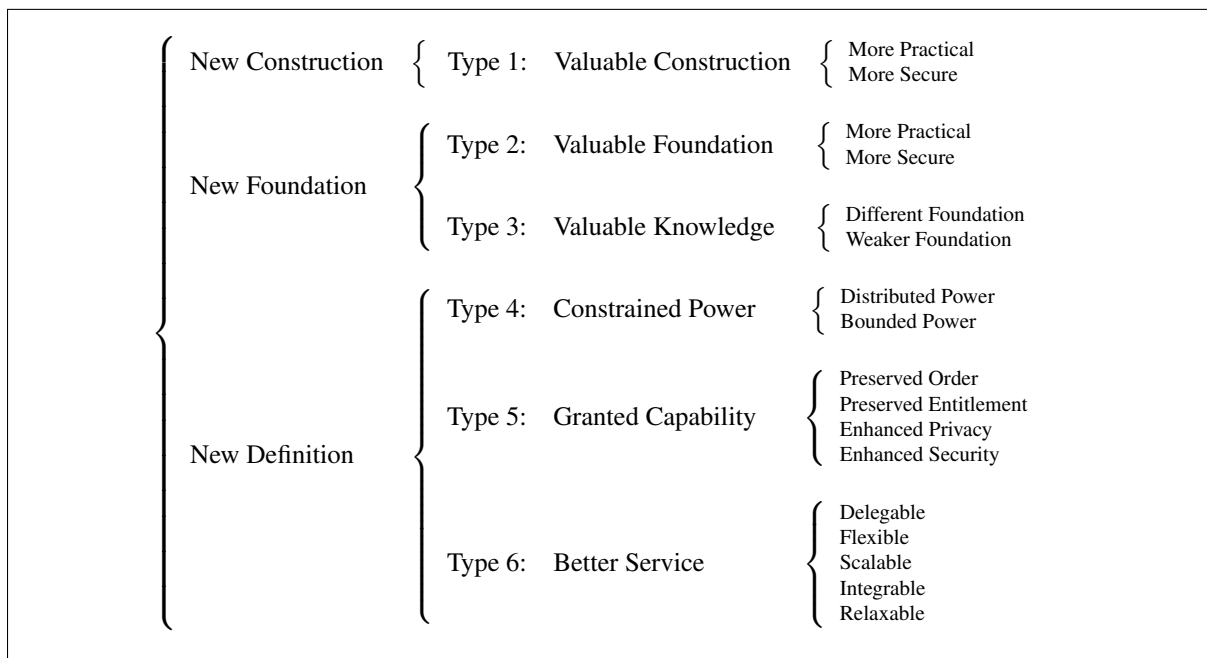 New Construction
Type 1: Valuable Construction
More Practical
More Secure
New Foundation
Type 2: Valuable Foundation
More Practical
More Secure
Type 3: Valuable Knowledge
Different Foundation
Weaker Foundation
New Definition
Type 4: Constrained Power
Distributed Power
Bounded Power
Type 5: Granted Capability
Preserved Order
Preserved Entitlement
Enhanced Privacy
Enhanced Security
Type 6: Better Service
Delegable
Flexible
Scalable
Integrable
Relaxable